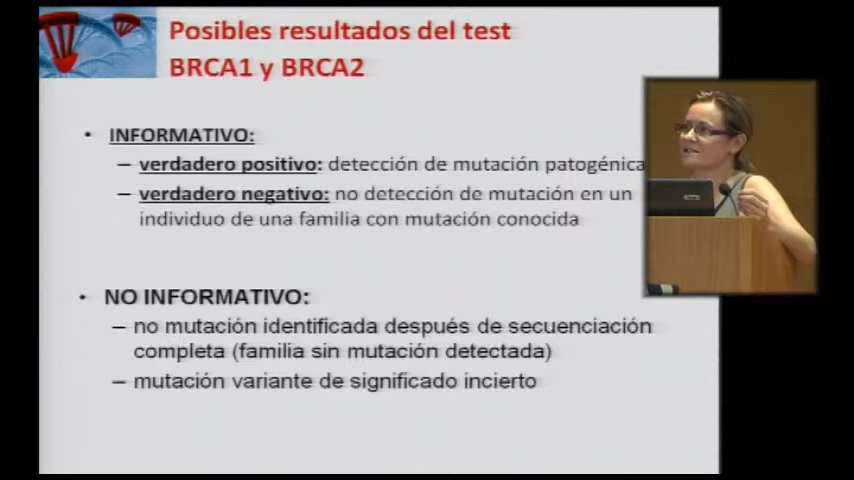 Posibles resultados del test
BRCA1 y BRCA2
• INFORMATIVO:
– verdadero positivo: detección de mutación patogénica
– verdadero negativo: no detección de mutación en un
individuo de una familia con mutación conocida
• NO INFORMATIVO:
– no mutación identificada después de secuenciación
completa (familia sin mutación detectada)
– mutación variante de significado incierto